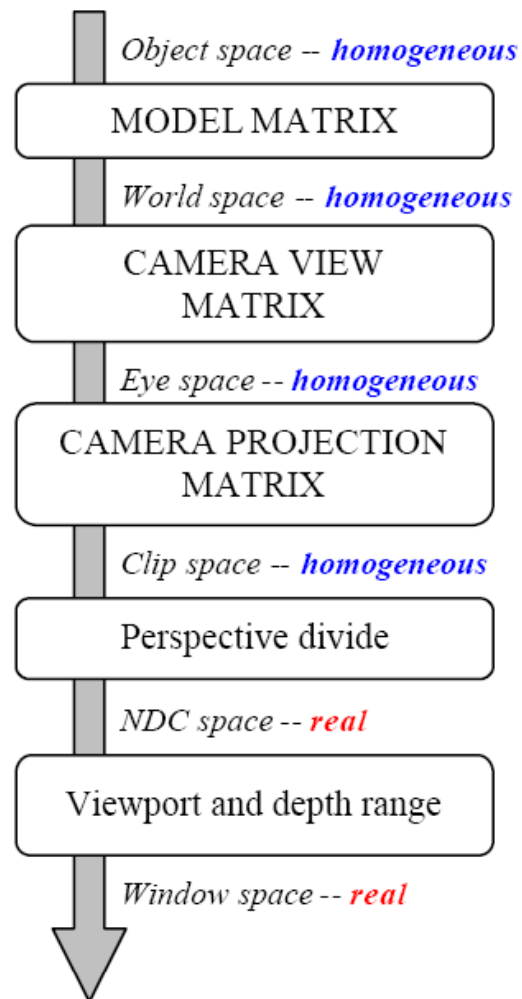 Object space -- homogeneous
MODEL MATRIX
World space -- homogeneous
CAMERA VIEW
MATRIX
Eye space -- homogeneous
CAMERA PROJECTION
MATRIX
Clip space -- homogeneous
Perspective divide
NDC space -- real
Viewport and depth range
Window space -- real